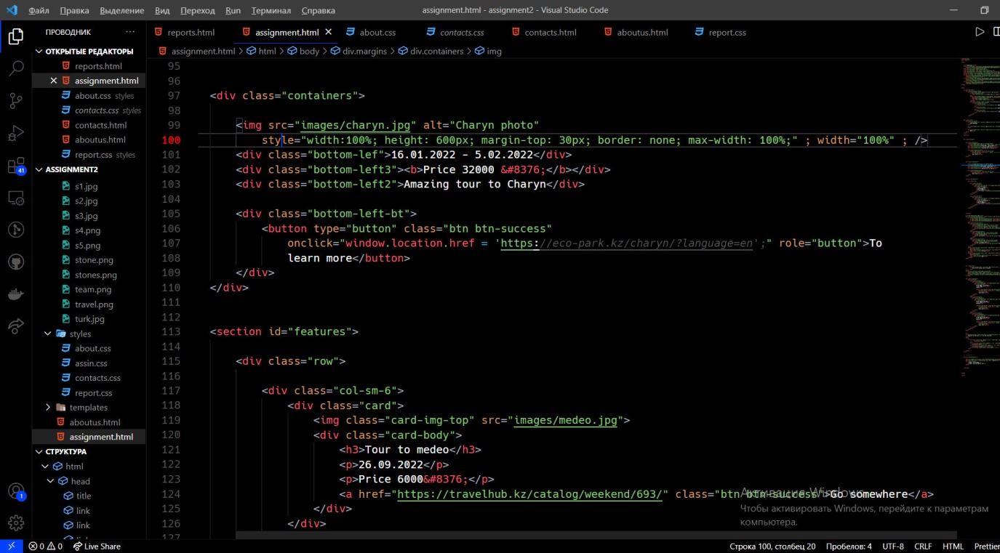 Файл Правка Выделение Вид Переход Run Терминал Справка assignment.html - assignment2 - Visual Studio Code
ПРОВОДНИК ···
reports.html assignment.html about.css contacts.css contacts.html aboutus.html report.css
ОТКРЫТЫЕ РЕДАКТОРЫ
assignment.html > html > body > div.margins > div.containers > img
reports.html
assignment.html
about.css styles
contacts.css styles
contacts.html
aboutus.html
report.css styles
41
ASSIGNMENT2
s1.jpg
s2.jpg
s3.jpg
s4.png
s5.png
stone.png
stones.png
team.png
travel.png
turk.jpg
styles
about.css
assin.css
contacts.css
report.css
templates
aboutus.html
assignment.html
СТРУКТУРА
html
head
title
link
link
1
95
96
97 <div class="containers">
98
99 <img src="images/charyn.jpg" alt="Charyn photo"
100 style="width:100%; height: 600px; margin-top: 30px; border: none; max-width: 100%;" ; width="100%" ; />
101 <div class="bottom-lef">16.01.2022 - 5.02.2022</div>
102 <div class="bottom-left3"><b>Price 32000 &#8376;</b></div>
103 <div class="bottom-left2">Amazing tour to Charyn</div>
104
105 <div class="bottom-left-bt">
106 <button type="button" class="btn btn-success"
107 onclick="window.location.href = 'https://eco-park.kz/charyn/?language=en';" role="button">To
108 learn more</button>
109 </div>
110 </div>
111
112
113 <section id="features">
114
115 <div class="row">
116
117 <div class="col-sm-6">
118 <div class="card">
119 <img class="card-img-top" src="images/medeo.jpg">
120 <div class="card-body">
121 <h3>Tour to medeo</h3>
122 <p>26.09.2022</p>
123 <p>Price 6000&#8376;</p>
124 <a href="https://travelhub.kz/catalog/weekend/693/" class="btn btn-success">Go somewhere</a>
125 </div>
126 </div>
127
Активация Windows
Чтобы активировать Windows, перейдите к параметрам
компьютера.
0 0 Live Share Строка 100, столбец 20 Пробелов: 4 UTF-8 CRLF HTML Prettier